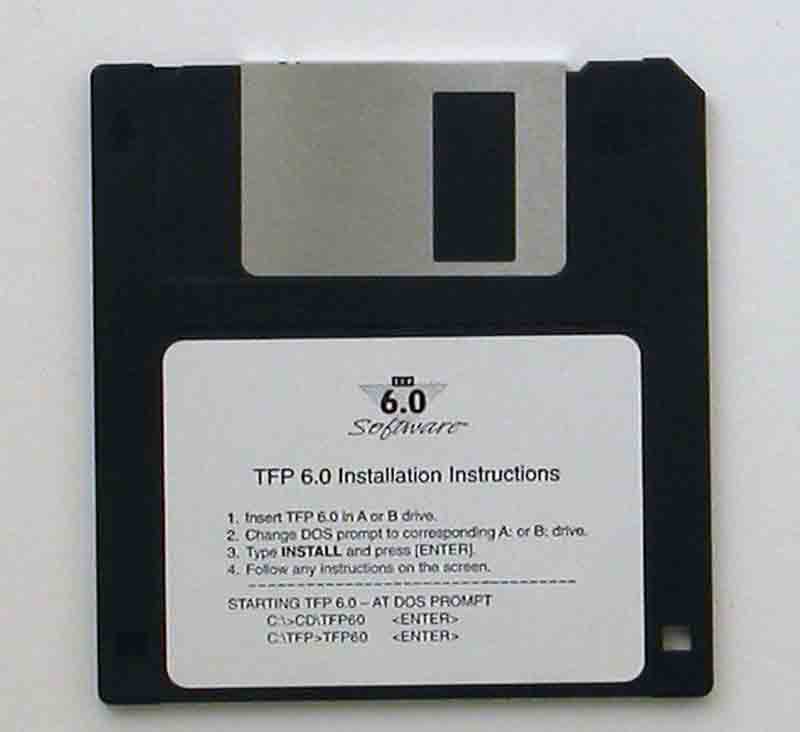 TFP
6.0
Software™
TFP 6.0 Installation Instructions
1. Insert TFP 6.0 in A or B drive.
2. Change DOS prompt to corresponding A: or B: drive.
3. Type INSTALL and press [ENTER].
4. Follow any instructions on the screen.
STARTING TFP 6.0 – AT DOS PROMPT
C:\>CD\TFP60 <ENTER>
C:\TFP>TFP60 <ENTER>